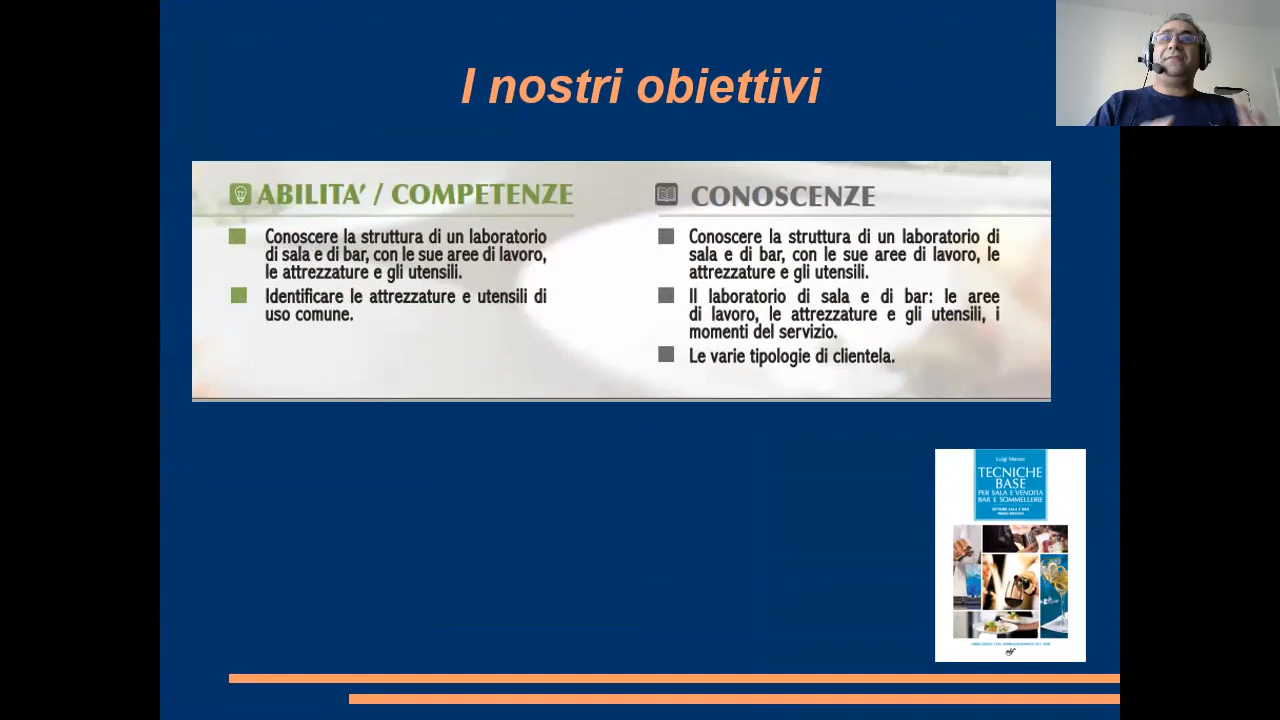 I nostri obiettivi
ABILITA’ / COMPETENZE
Conoscere la struttura di un laboratorio
di sala e di bar, con le sue aree di lavoro,
le attrezzature e gli utensili.
Identificare le attrezzature e utensili di
uso comune.
CONOSCENZE
Conoscere la struttura di un laboratorio di
sala e di bar, con le sue aree di lavoro, le
attrezzature e gli utensili.
Il laboratorio di sala e di bar: le aree
di lavoro, le attrezzature e gli utensili, i
momenti del servizio.
Le varie tipologie di clientela.
TECNICHE
BASE
PER SALA E VENDITA
BAR E SOMMELLERIE